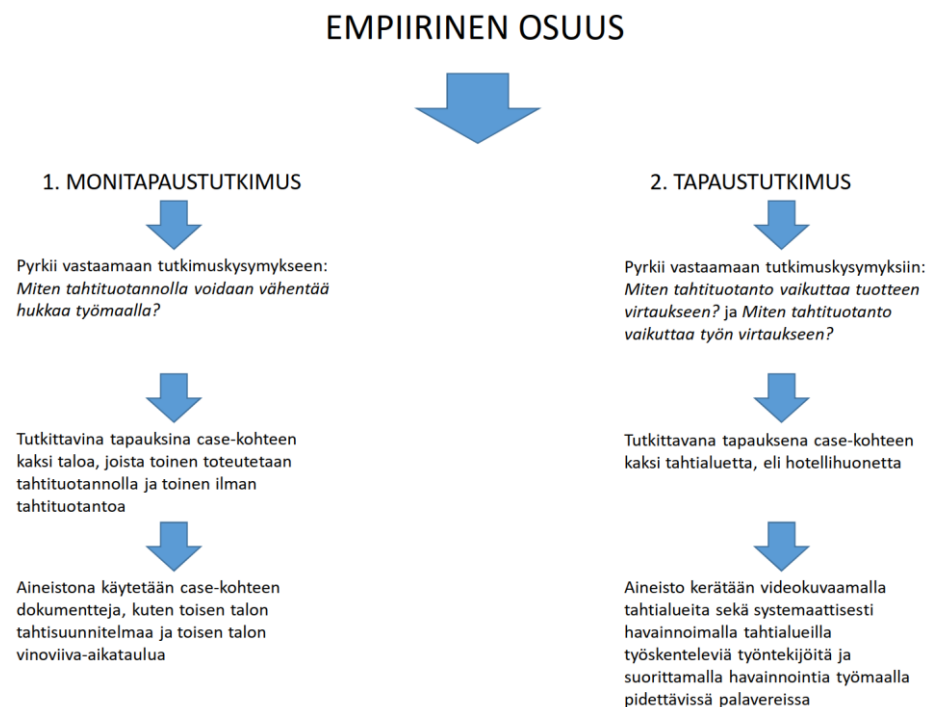 EMPIIRINEN OSUUS
1. MONITAPAUSTUTKIMUS
Pyrkii vastaamaan tutkimuskysymykseen:
Miten tahtituotannolla voidaan vähentää
hukkaa työmaalla?
Tutkittavina tapauksina case-kohteen
kaksi taloa, joista toinen toteutetaan
tahtituotannolla ja toinen ilman
tahtituotantoa
Aineistona käytetään case-kohteen
dokumentteja, kuten toisen talon
tahtisuunnitelmaa ja toisen talon
vinoviiva-aikataulua
2. TAPAUSTUTKIMUS
Pyrkii vastaamaan tutkimuskysymyksiin:
Miten tahtituotanto vaikuttaa tuotteen
virtaukseen? ja Miten tahtituotanto
vaikuttaa työn virtaukseen?
Tutkittavana tapauksena case-kohteen
kaksi tahtialuetta, eli hotellihuonetta
Aineisto kerätään videokuvaamalla
tahtialueita sekä systemaattisesti
havainnoimalla tahtialueilla
työskenteleviä työntekijöitä ja
suorittamalla havainnointia työmaalla
pidettävissä palavereissa